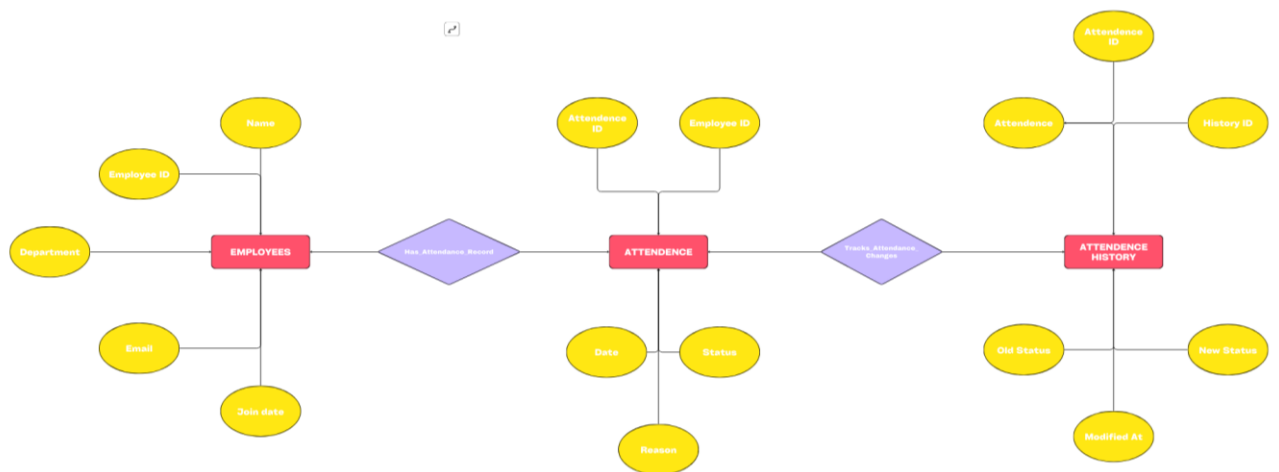 Attendence
ID
Name
Attendence
ID
Employee ID
Attendence
History ID
Employee ID
Department
EMPLOYEES
Has_Attendance_Record
ATTENDENCE
Tracks_Attendance_
Changes
ATTENDENCE
HISTORY
Email
Date
Status
Old Status
New Status
Join date
Reason
Modified At